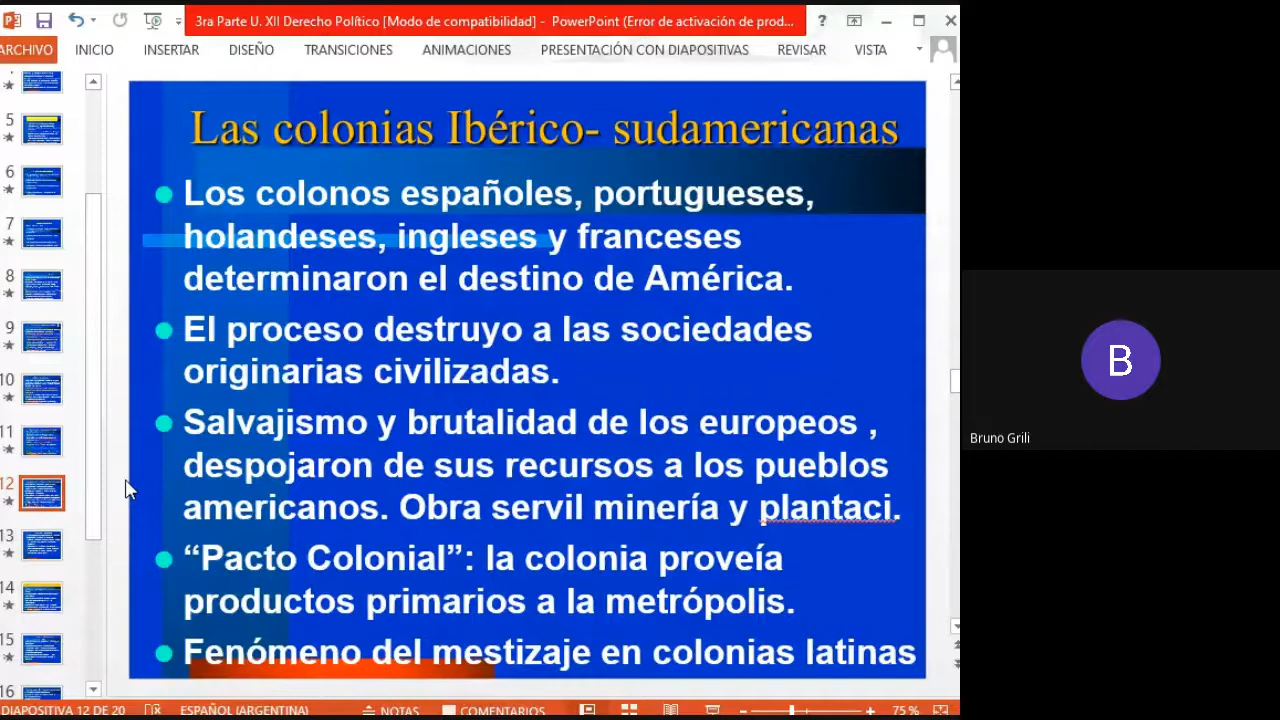 3ra Parte U. XII Derecho Político [Modo de compatibilidad] - PowerPoint (Error de activación de prod...
ARCHIVO INICIO INSERTAR DISEÑO TRANSICIONES ANIMACIONES PRESENTACIÓN CON DIAPOSITIVAS REVISAR VISTA
Las colonias Ibérico- sudamericanas
Los colonos españoles, portugueses,
holandeses, ingleses y franceses
determinaron el destino de América.
El proceso destruyo a las sociedades
originarias civilizadas.
Salvajismo y brutalidad de los europeos ,
despojaron de sus recursos a los pueblos
americanos. Obra servil minería y plantaci.
“Pacto Colonial”: la colonia proveía
productos primarios a la metrópolis.
Fenómeno del mestizaje en colonias latinas
5
6
7
8
9
10
11
12
13
14
15
16
DIAPOSITIVA 12 DE 20 ESPAÑOL (ARGENTINA) NOTAS COMENTARIOS 75 %
B
Bruno Grili